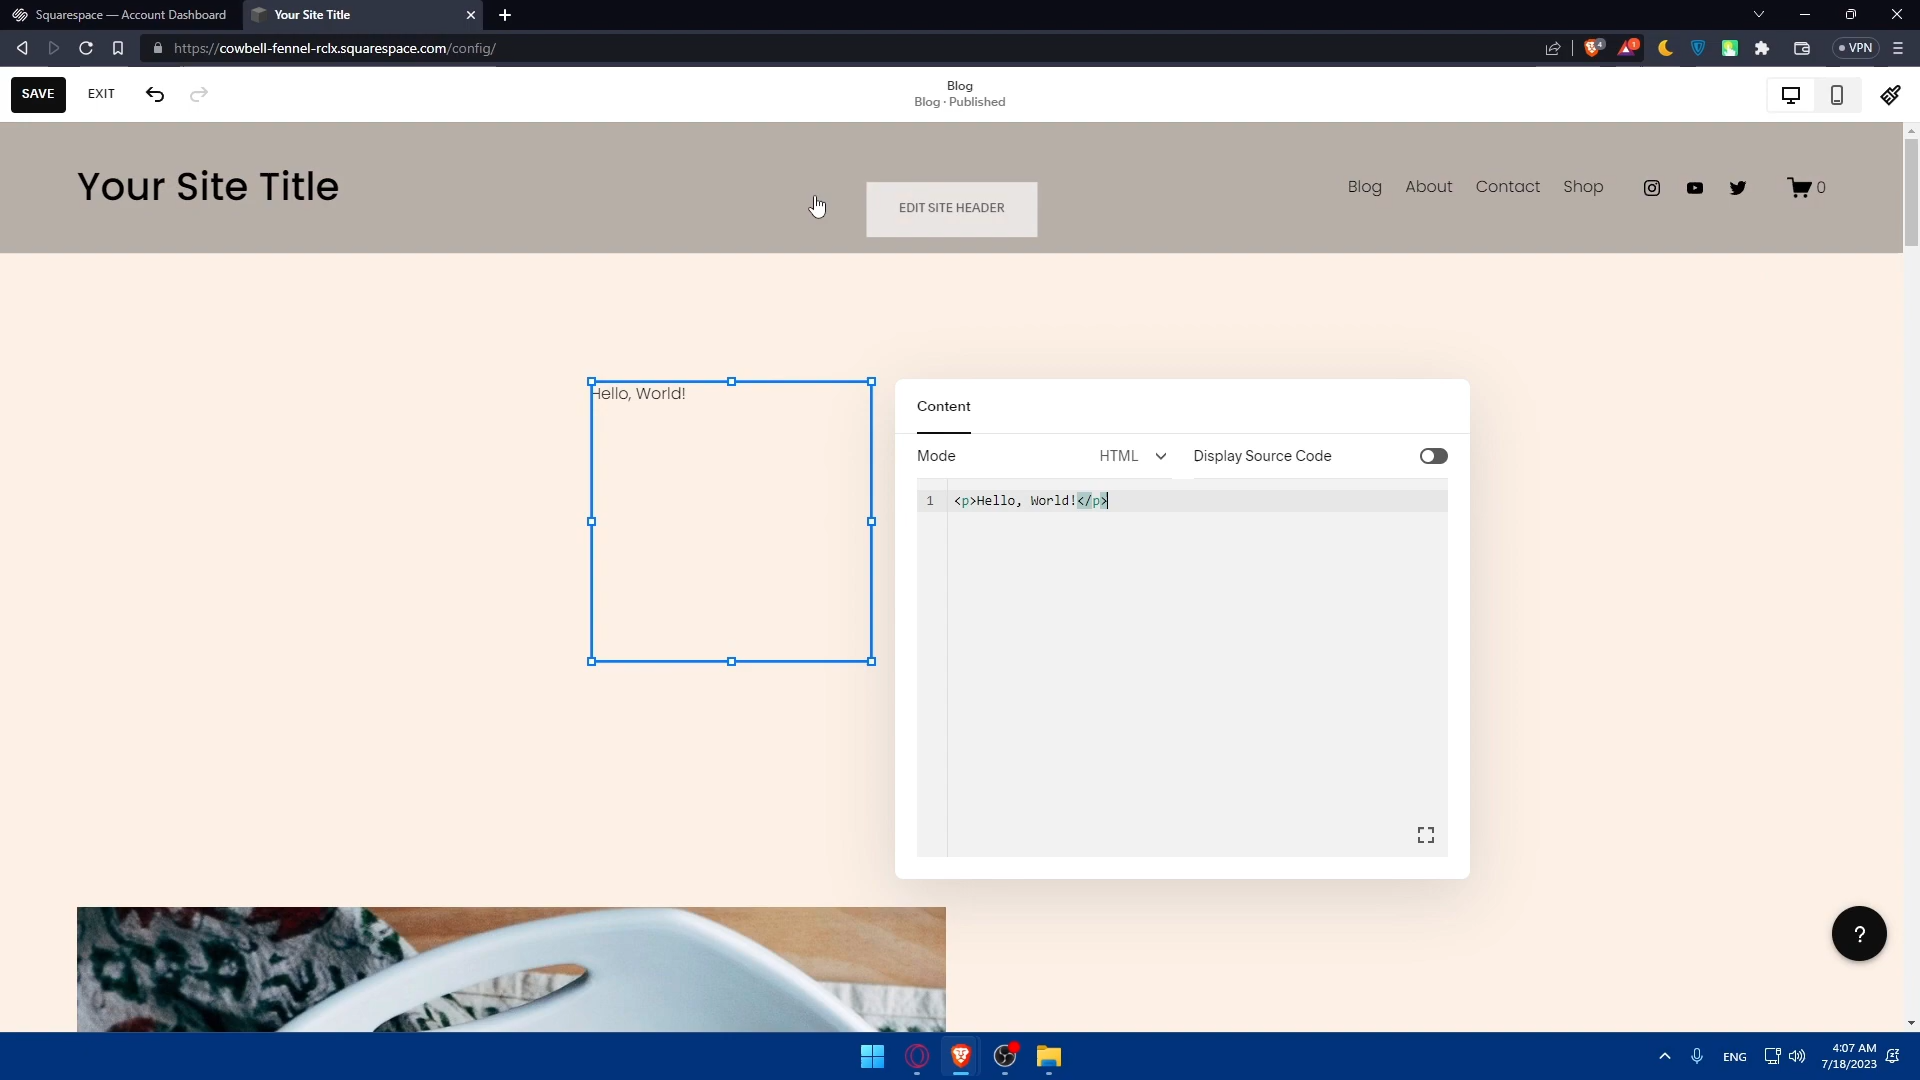 Squarespace — Account Dashboard
Your Site Title
https://cowbell-fennel-rclx.squarespace.com/config/
4
1
VPN
SAVE
EXIT
Blog
Blog · Published
Your Site Title
EDIT SITE HEADER
Blog
About
Contact
Shop
0
Hello, World!
Content
Mode
HTML
Display Source Code
1
<p>Hello, World!</p>
?
ENG
4:07 AM
7/18/2023